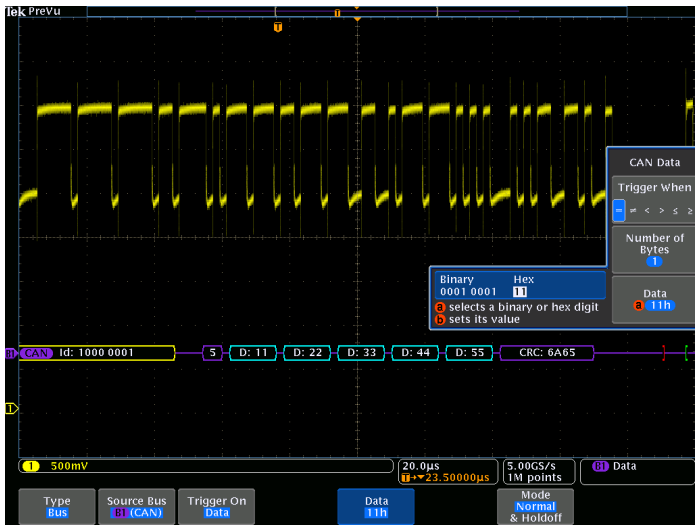 Tek PreVu
T
T
CAN Data
Trigger When
= ≠ < > ≤ ≥
Number of
Bytes
1
Data
a 11h
Binary Hex
0001 0001 11
a selects a binary or hex digit
b sets its value
B1 CAN Id: 1000 0001 5 D: 11 D: 22 D: 33 D: 44 D: 55 CRC: 6A65
1
1 500mV
20.0µs
T→▼23.50000µs
5.00GS/s
1M points
B1 Data
Type
Bus
Source Bus
B1 (CAN)
Trigger On
Data
Data
11h
Mode
Normal
& Holdoff